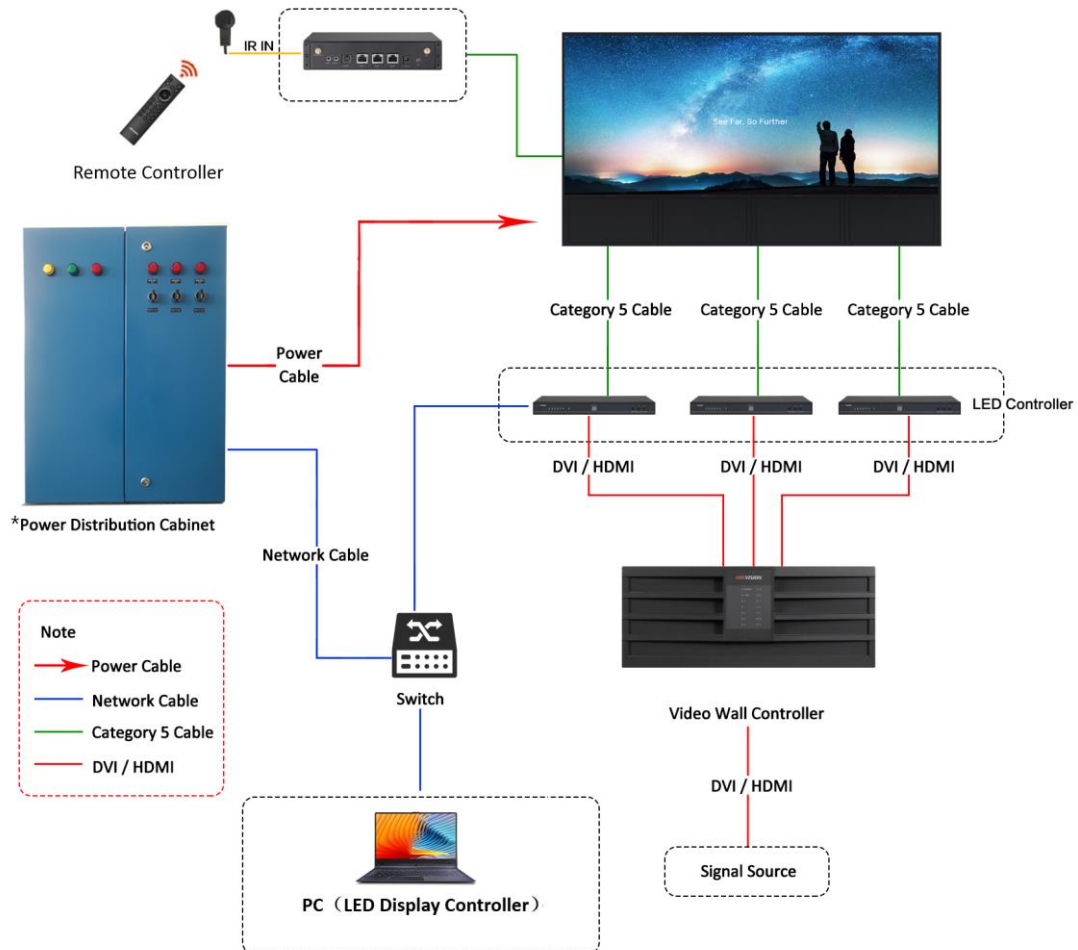 IR IN
See Far, Go Further
Remote Controller
Category 5 Cable
Category 5 Cable
Category 5 Cable
Power
Cable
LED Controller
DVI / HDMI
DVI / HDMI
DVI / HDMI
*Power Distribution Cabinet
Network Cable
HIKVISION
Note
Power Cable
Network Cable
Category 5 Cable
DVI / HDMI
Switch
Video Wall Controller
DVI / HDMI
Signal Source
PC（LED Display Controller）